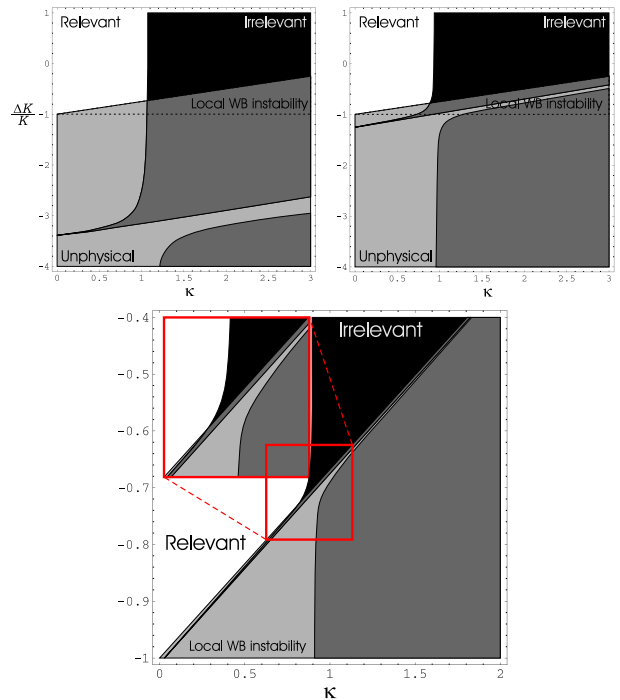 Relevant Irrelevant
1
0
ΔK/K
-1
-2
-3
-4
Local WB instability
Unphysical
0 0.5 1 1.5 2 2.5 3
κ
Relevant Irrelevant
1
0
-1
-2
-3
-4
Local WB instability
Unphysical
0 0.5 1 1.5 2 2.5 3
κ
-0.4
-0.5
-0.6
-0.7
-0.8
-0.9
-1
Irrelevant
Relevant
Local WB instability
0 0.5 1 1.5 2
κ